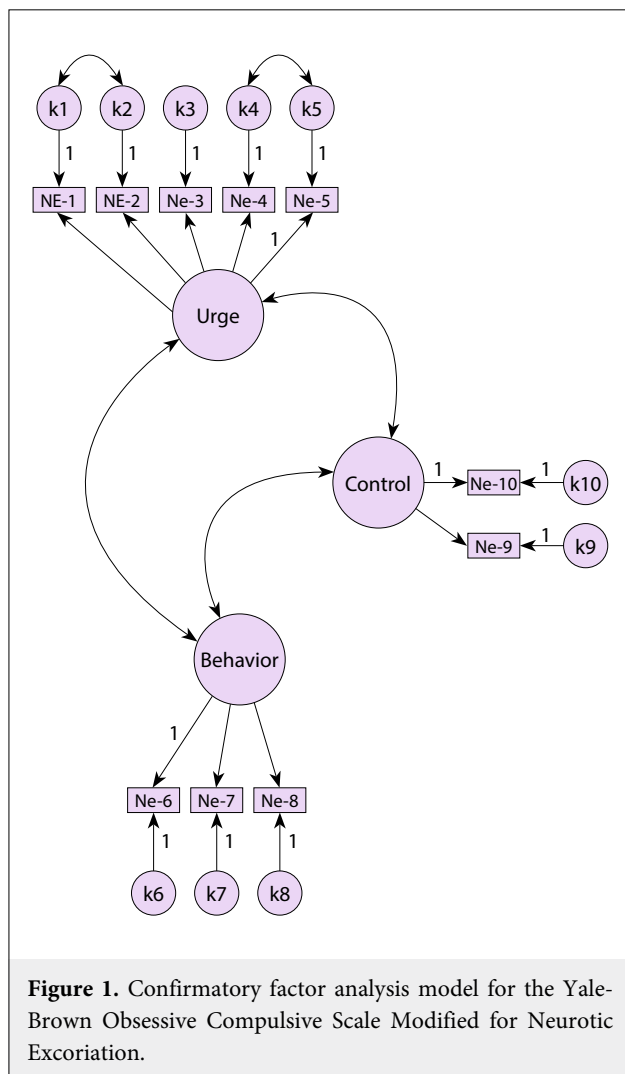 k1 k2 k3 k4 k5
1 1 1 1 1
NE-1 NE-2 Ne-3 Ne-4 Ne-5
1
Urge
Control
1 Ne-10 1 k10
Ne-9 1 k9
Behavior
1
Ne-6 Ne-7 Ne-8
1 1 1
k6 k7 k8
Figure 1. Confirmatory factor analysis model for the Yale-
Brown Obsessive Compulsive Scale Modified for Neurotic
Excoriation.